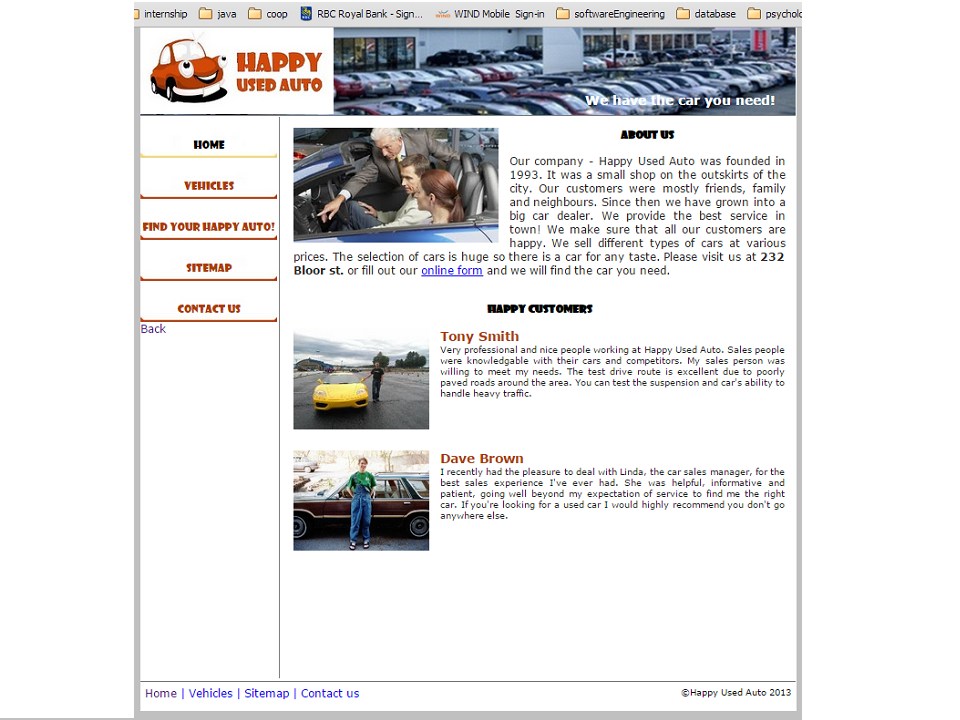 internship java coop RBC Royal Bank - Sign... WIND Mobile Sign-in softwareEngineering database
HAPPY
USED AUTO
We have the car you need!
HOME
VEHICLES
FIND YOUR HAPPY AUTO!
SITEMAP
CONTACT US
Back
ABOUT US
Our company - Happy Used Auto was founded in
1993. It was a small shop on the outskirts of the
city. Our customers were mostly friends, family
and neighbours. Since then we have grown into a
big car dealer. We provide the best service in
town! We make sure that all our customers are
happy. We sell different types of cars at various
prices. The selection of cars is huge so there is a car for any taste. Please visit us at 232
Bloor st. or fill out our online form and we will find the car you need.
HAPPY CUSTOMERS
Tony Smith
Very professional and nice people working at Happy Used Auto. Sales people
were knowledgable with their cars and competitors. My sales person was
willing to meet my needs. The test drive route is excellent due to poorly
paved roads around the area. You can test the suspension and car's ability to
handle heavy traffic.
Dave Brown
I recently had the pleasure to deal with Linda, the car sales manager, for the
best sales experience I've ever had. She was helpful, informative and
patient, going well beyond my expectation of service to find me the right
car. If you're looking for a used car I would highly recommend you don't go
anywhere else.
Home | Vehicles | Sitemap | Contact us
©Happy Used Auto 2013